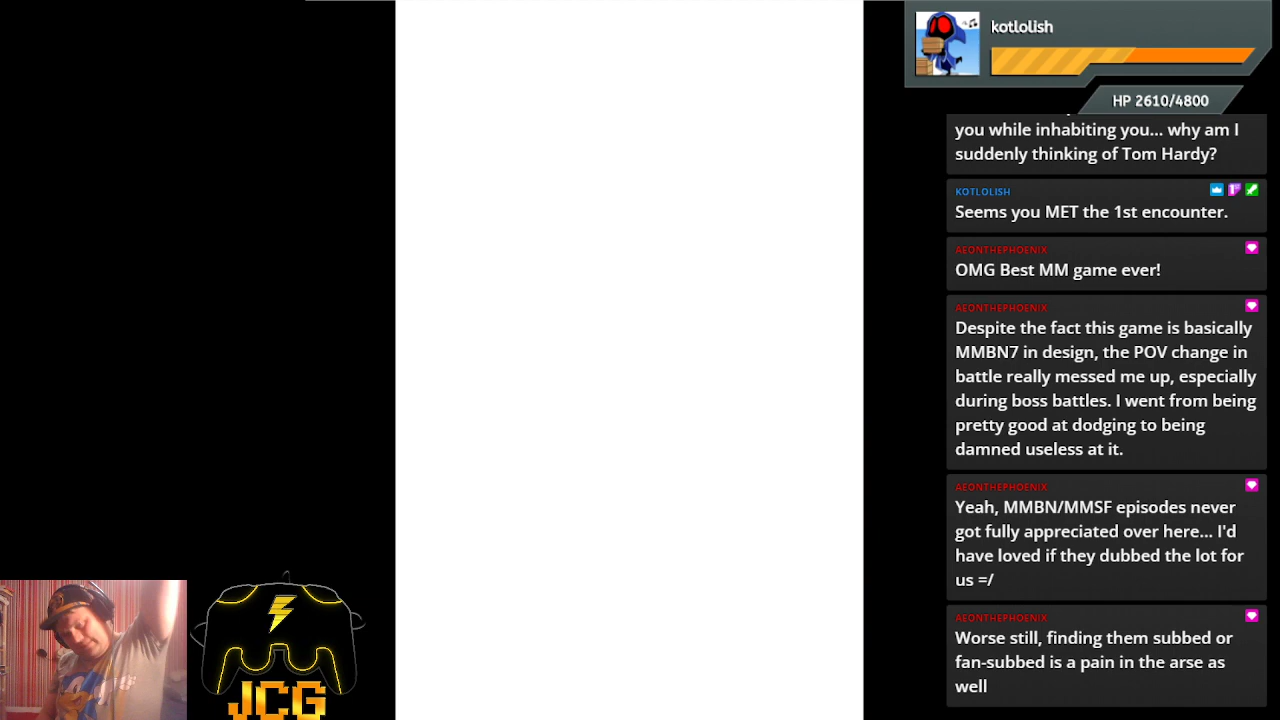 kotlolish
HP 2610/4800
you while inhabiting you... why am I
suddenly thinking of Tom Hardy?
KOTLOLISH
Seems you MET the 1st encounter.
AEONTHEPHOENIX
OMG Best MM game ever!
AEONTHEPHOENIX
Despite the fact this game is basically
MMBN7 in design, the POV change in
battle really messed me up, especially
during boss battles. I went from being
pretty good at dodging to being
damned useless at it.
AEONTHEPHOENIX
Yeah, MMBN/MMSF episodes never
got fully appreciated over here... I'd
have loved if they dubbed the lot for
us =/
AEONTHEPHOENIX
Worse still, finding them subbed or
fan-subbed is a pain in the arse as
well
JCG